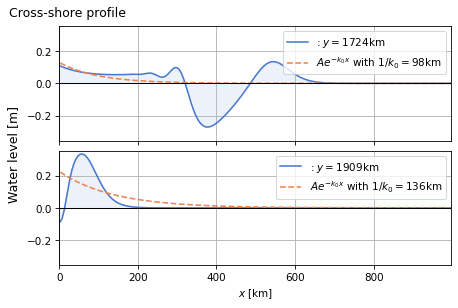 Cross-shore profile
Water level [m]
0.2
0.0
−0.2
: y = 1724km
Ae^{−k₀x} with 1/k₀ = 98km
0.2
0.0
−0.2
: y = 1909km
Ae^{−k₀x} with 1/k₀ = 136km
0 200 400 600 800
x [km]